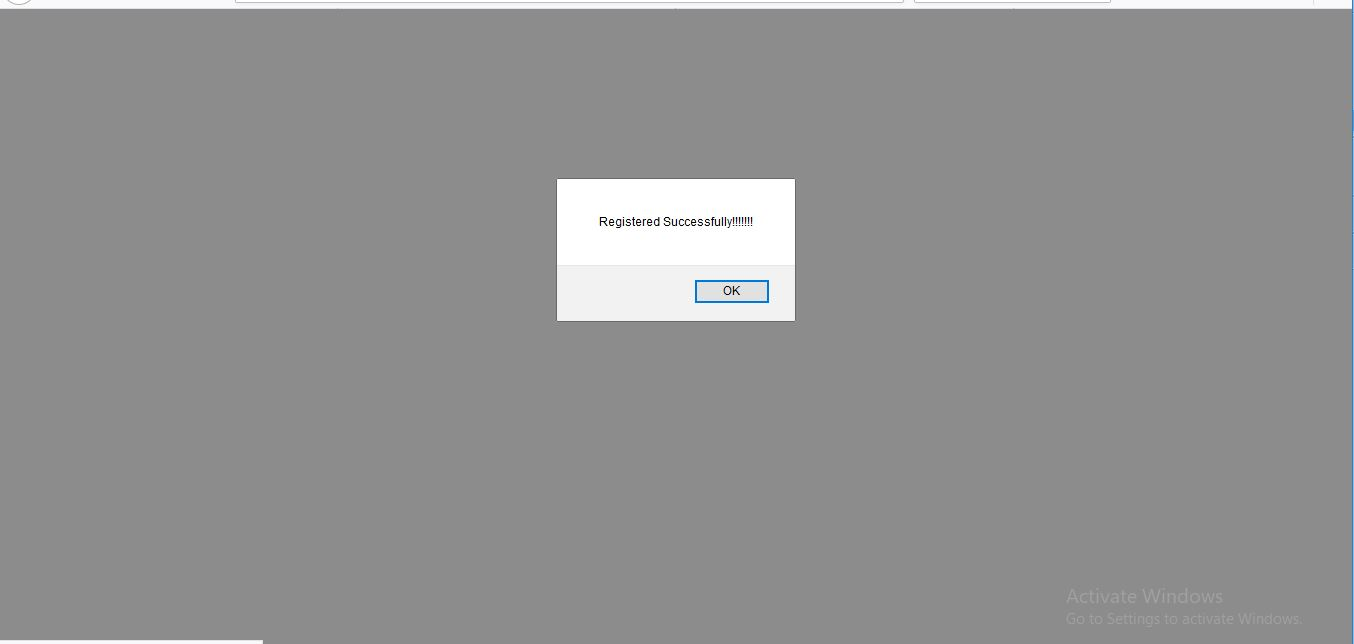 Registered Successfully!!!!!!!
OK
Activate Windows
Go to Settings to activate Windows.